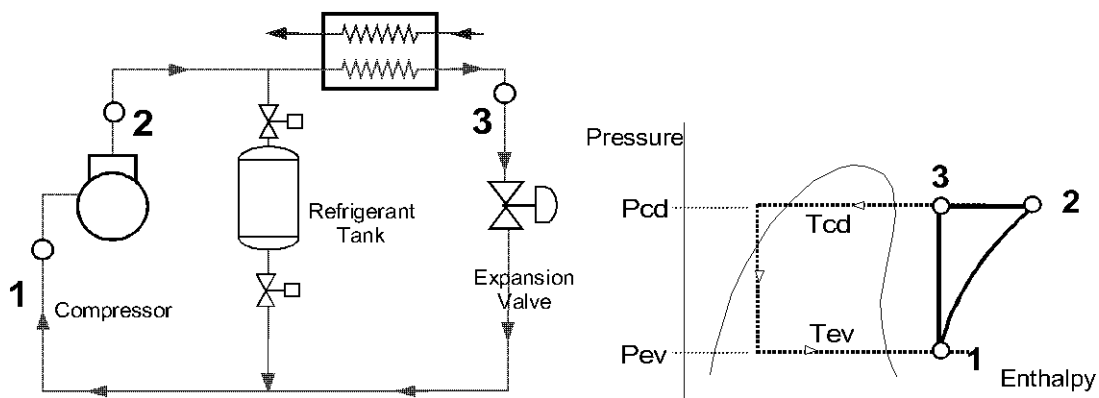 2
3
Refrigerant
Tank
1
Compressor
Expansion
Valve
Pressure
3
Pcd
2
Tcd
Tev
Pev
1
Enthalpy